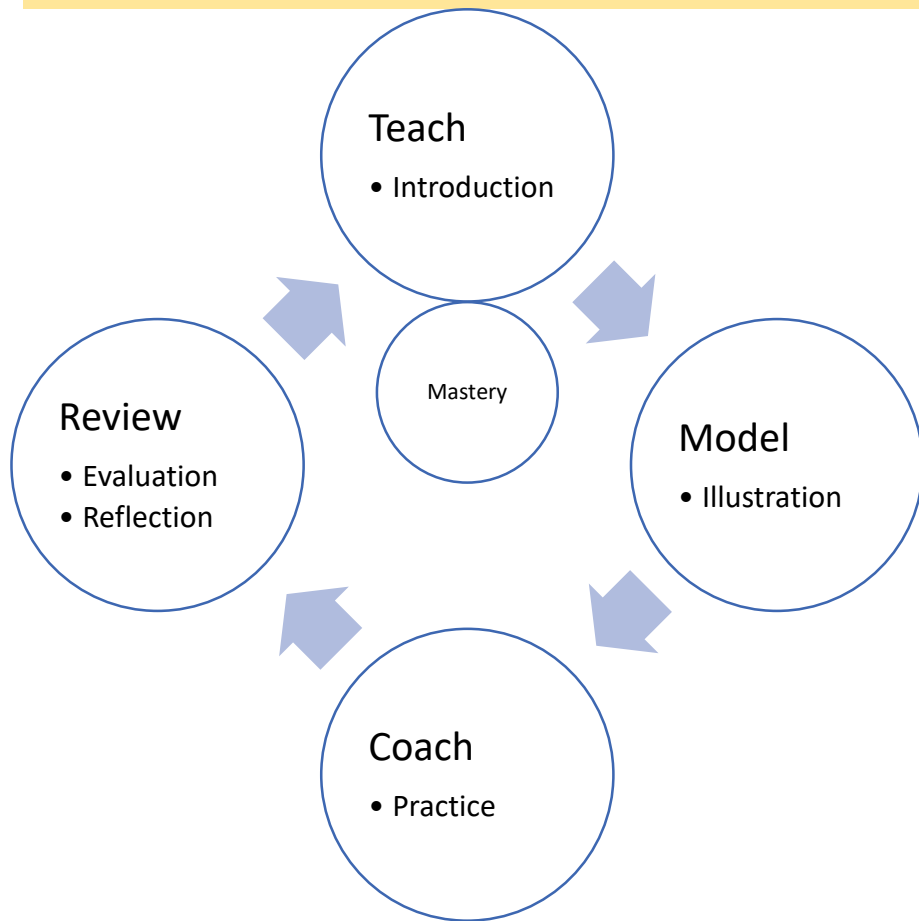 Teach
• Introduction
Mastery
Model
• Illustration
Coach
• Practice
Review
• Evaluation
• Reflection